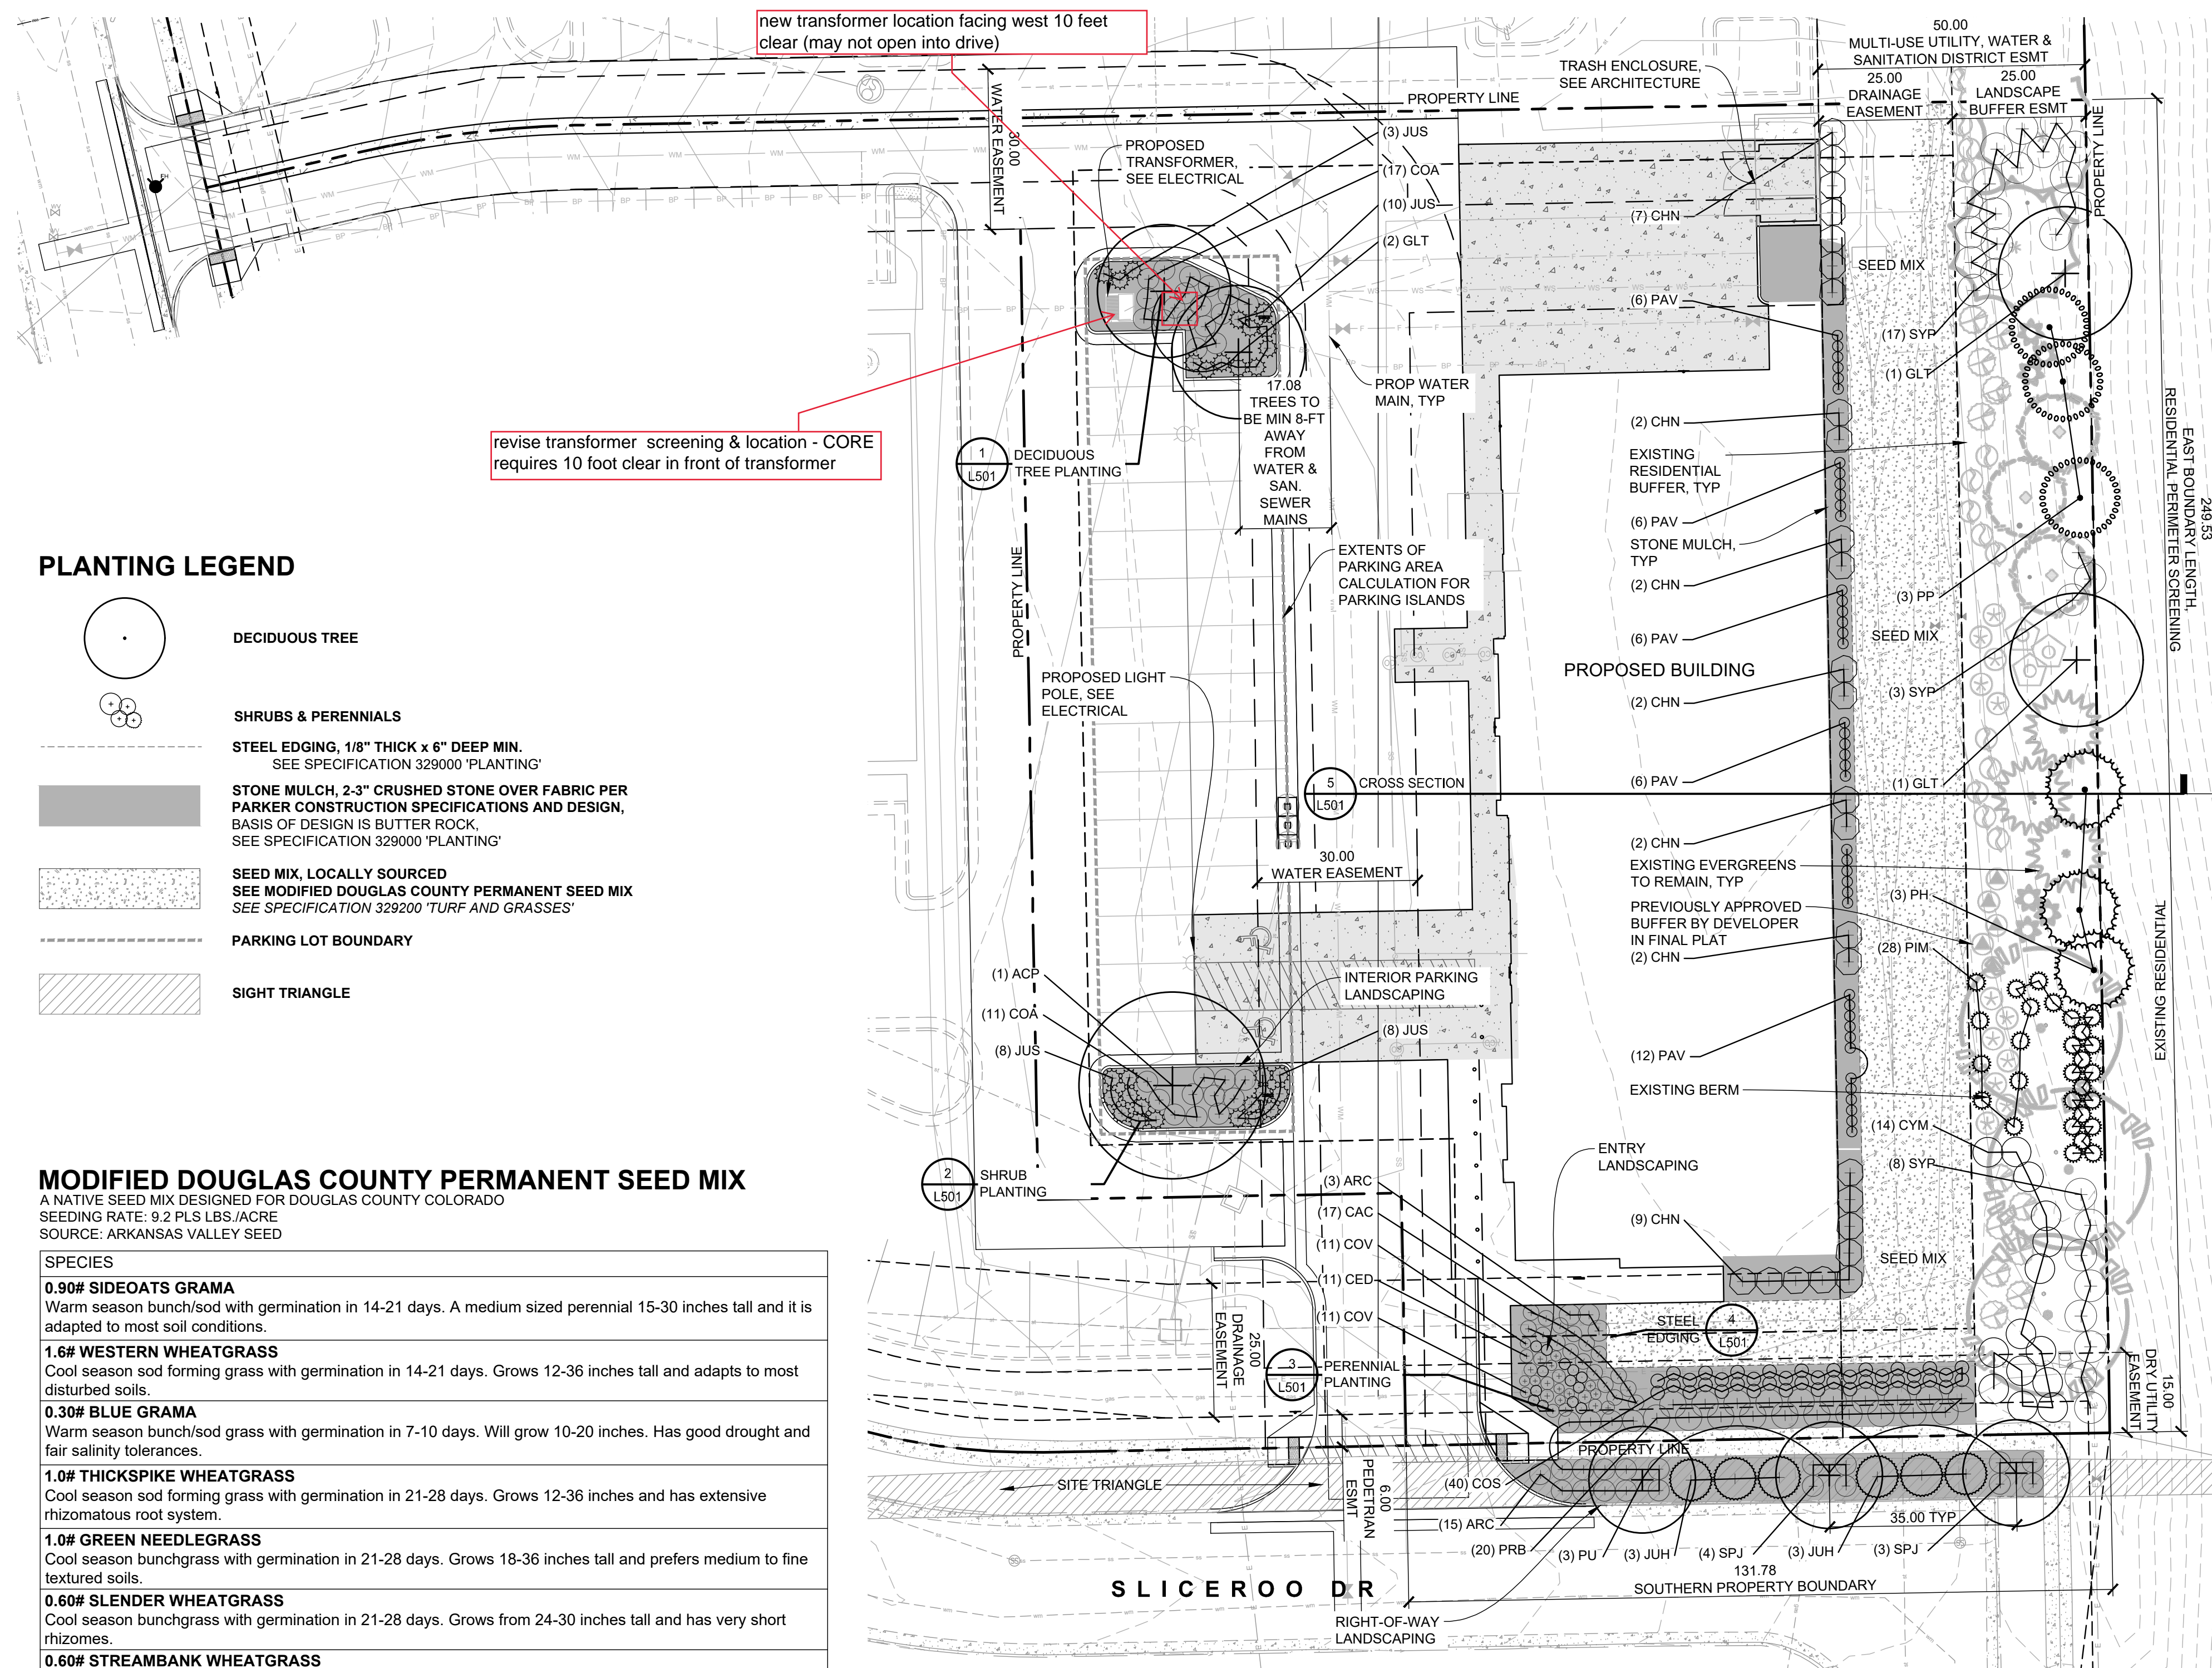 new transformer location facing west 10 feet
clear (may not open into drive)
50.00
MULTI-USE UTILITY, WATER &
SANITATION DISTRICT ESMT
25.00
DRAINAGE
EASEMENT
25.00
LANDSCAPE
BUFFER ESMT
TRASH ENCLOSURE,
SEE ARCHITECTURE
PROPERTY LINE
PROPERTY LINE
30.00
WATER EASEMENT
PROPOSED
TRANSFORMER,
SEE ELECTRICAL
(3) JUS
(17) COA
(10) JUS
(2) GLT
(7) CHN
SEED MIX
(6) PAV
(17) SYP
(1) GLT
17.08
TREES TO
BE MIN 8-FT
AWAY
FROM
WATER &
SAN.
SEWER
MAINS
PROP WATER
MAIN, TYP
revise transformer  screening & location - CORE
requires 10 foot clear in front of transformer
1
L501
DECIDUOUS
TREE PLANTING
(2) CHN
EXISTING
RESIDENTIAL
BUFFER, TYP
(6) PAV
STONE MULCH,
TYP
(2) CHN
(3) PP
EAST BOUNDARY LENGTH,
RESIDENTIAL PERIMETER SCREENING
249.53
EXTENTS OF
PARKING AREA
CALCULATION FOR
PARKING ISLANDS
PROPERTY LINE
(6) PAV
SEED MIX
PROPOSED BUILDING
PROPOSED LIGHT
POLE, SEE
ELECTRICAL
(2) CHN
(3) SYP
(6) PAV
(1) GLT
5
L501
CROSS SECTION
30.00
WATER EASEMENT
(2) CHN
EXISTING EVERGREENS
TO REMAIN, TYP
(3) PH
PREVIOUSLY APPROVED
BUFFER BY DEVELOPER
IN FINAL PLAT
(28) PIM
(2) CHN
EXISTING RESIDENTIAL
(1) ACP
(11) COA
(8) JUS
INTERIOR PARKING
LANDSCAPING
(8) JUS
(12) PAV
EXISTING BERM
(14) CYM
(8) SYP
ENTRY
LANDSCAPING
2
L501
SHRUB
PLANTING
(3) ARC
(17) CAC
(11) COV
(11) CED
(11) COV
(9) CHN
SEED MIX
STEEL
EDGING
4
L501
25.00
DRAINAGE
EASEMENT
3
L501
PERENNIAL
PLANTING
15.00
DRY UTILITY
EASEMENT
PROPERTY LINE
SITE TRIANGLE
6.00
PEDETRIAN
ESMT
(40) COS
(15) ARC
(20) PRB
(3) PU
(3) JUH
(4) SPJ
(3) JUH
(3) SPJ
35.00 TYP
131.78
SOUTHERN PROPERTY BOUNDARY
SLICEROO DR
RIGHT-OF-WAY
LANDSCAPING
PLANTING LEGEND
DECIDUOUS TREE
SHRUBS & PERENNIALS
STEEL EDGING, 1/8" THICK x 6" DEEP MIN.
SEE SPECIFICATION 329000 'PLANTING'
STONE MULCH, 2-3" CRUSHED STONE OVER FABRIC PER
PARKER CONSTRUCTION SPECIFICATIONS AND DESIGN,
BASIS OF DESIGN IS BUTTER ROCK,
SEE SPECIFICATION 329000 'PLANTING'
SEED MIX, LOCALLY SOURCED
SEE MODIFIED DOUGLAS COUNTY PERMANENT SEED MIX
SEE SPECIFICATION 329200 'TURF AND GRASSES'
PARKING LOT BOUNDARY
SIGHT TRIANGLE
MODIFIED DOUGLAS COUNTY PERMANENT SEED MIX
A NATIVE SEED MIX DESIGNED FOR DOUGLAS COUNTY COLORADO
SEEDING RATE: 9.2 PLS LBS./ACRE
SOURCE: ARKANSAS VALLEY SEED
SPECIES
0.90# SIDEOATS GRAMA
Warm season bunch/sod with germination in 14-21 days. A medium sized perennial 15-30 inches tall and it is
adapted to most soil conditions.
1.6# WESTERN WHEATGRASS
Cool season sod forming grass with germination in 14-21 days. Grows 12-36 inches tall and adapts to most
disturbed soils.
0.30# BLUE GRAMA
Warm season bunch/sod grass with germination in 7-10 days. Will grow 10-20 inches. Has good drought and
fair salinity tolerances.
1.0# THICKSPIKE WHEATGRASS
Cool season sod forming grass with germination in 21-28 days. Grows 12-36 inches and has extensive
rhizomatous root system.
1.0# GREEN NEEDLEGRASS
Cool season bunchgrass with germination in 21-28 days. Grows 18-36 inches tall and prefers medium to fine
textured soils.
0.60# SLENDER WHEATGRASS
Cool season bunchgrass with germination in 21-28 days. Grows from 24-30 inches tall and has very short
rhizomes.
0.60# STREAMBANK WHEATGRASS